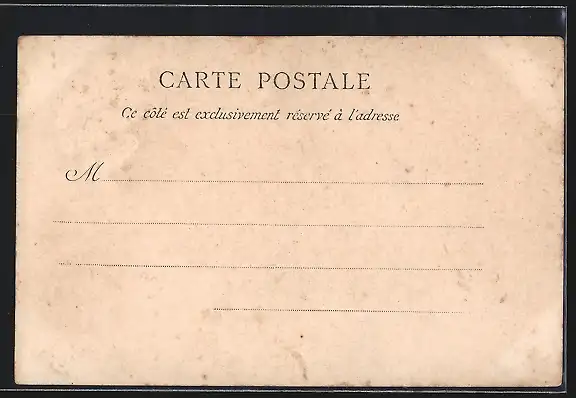 CARTE POSTALE
Ce côté est exclusivement réservé à l'adresse
M